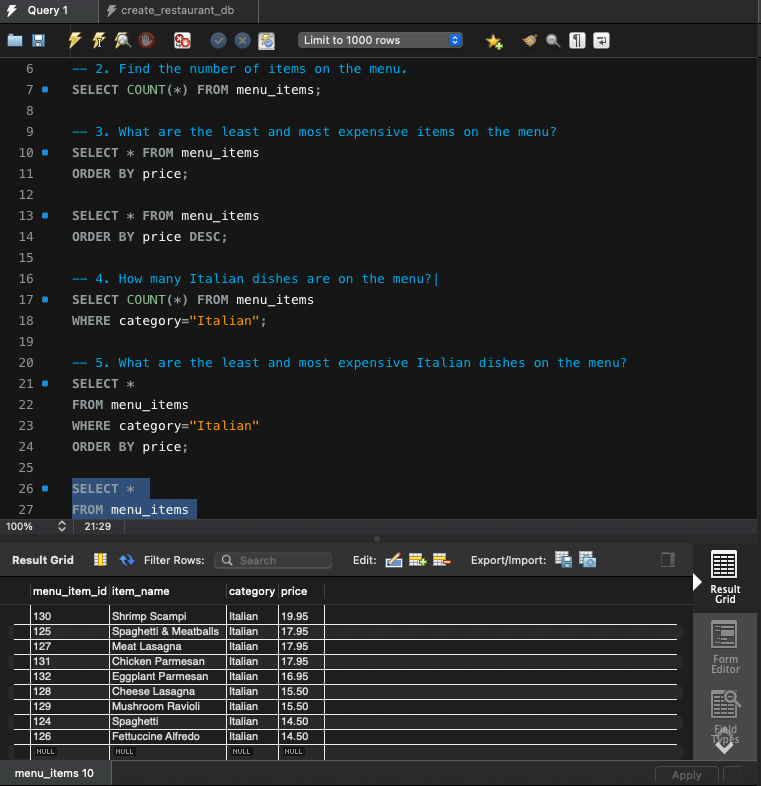 Query 1
create_restaurant_db
Limit to 1000 rows
6 -- 2. Find the number of items on the menu.
7 SELECT COUNT(*) FROM menu_items;
8
9 -- 3. What are the least and most expensive items on the menu?
10 SELECT * FROM menu_items
11 ORDER BY price;
12
13 SELECT * FROM menu_items
14 ORDER BY price DESC;
15
16 -- 4. How many Italian dishes are on the menu?
17 SELECT COUNT(*) FROM menu_items
18 WHERE category="Italian";
19
20 -- 5. What are the least and most expensive Italian dishes on the menu?
21 SELECT *
22 FROM menu_items
23 WHERE category="Italian"
24 ORDER BY price;
25
26 SELECT *
27 FROM menu_items
100% 21:29
Result Grid Filter Rows: Search Edit: Export/Import:
menu_item_id item_name category price
130 Shrimp Scampi Italian 19.95
125 Spaghetti & Meatballs Italian 17.95
127 Meat Lasagna Italian 17.95
131 Chicken Parmesan Italian 17.95
132 Eggplant Parmesan Italian 16.95
128 Cheese Lasagna Italian 15.50
129 Mushroom Ravioli Italian 15.50
124 Spaghetti Italian 14.50
126 Fettuccine Alfredo Italian 14.50
NULL NULL NULL NULL
Result
Grid
Form
Editor
Field
Types
menu_items 10
Apply